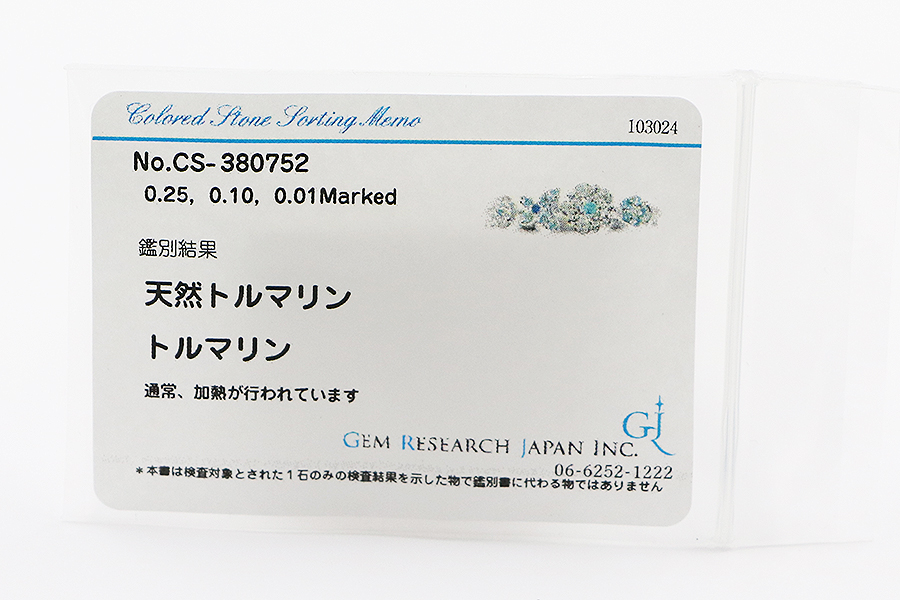 Colored Stone Sorting Memo
103024
No.CS-380752
0.25, 0.10, 0.01Marked
鑑別結果
天然トルマリン
トルマリン
通常、加熱が行われています
GJ
GEM RESEARCH JAPAN INC.
06-6252-1222
*本書は検査対象とされた1石のみの検査結果を示した物で鑑別書に代わる物ではありません